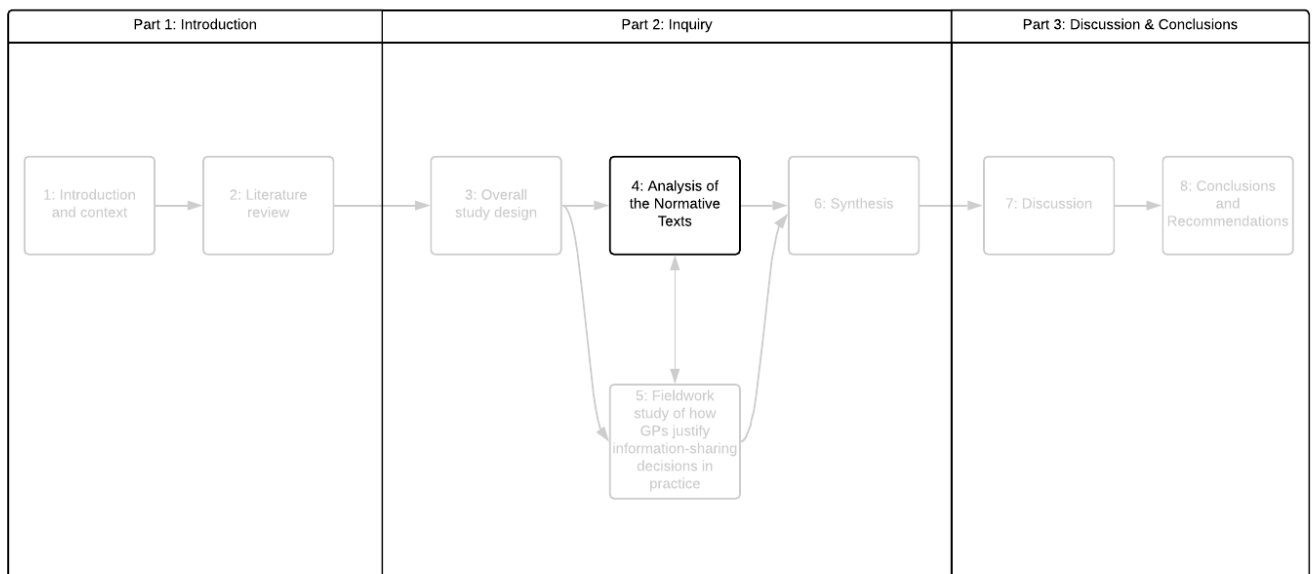 Part 1: Introduction
Part 2: Inquiry
Part 3: Discussion & Conclusions
1: Introduction
and context
2: Literature
review
3: Overall
study design
4: Analysis of
the Normative
Texts
6: Synthesis
7: Discussion
8: Conclusions
and
Recommendations
5: Fieldwork
study of how
GPs justify
information-sharing
decisions in
practice